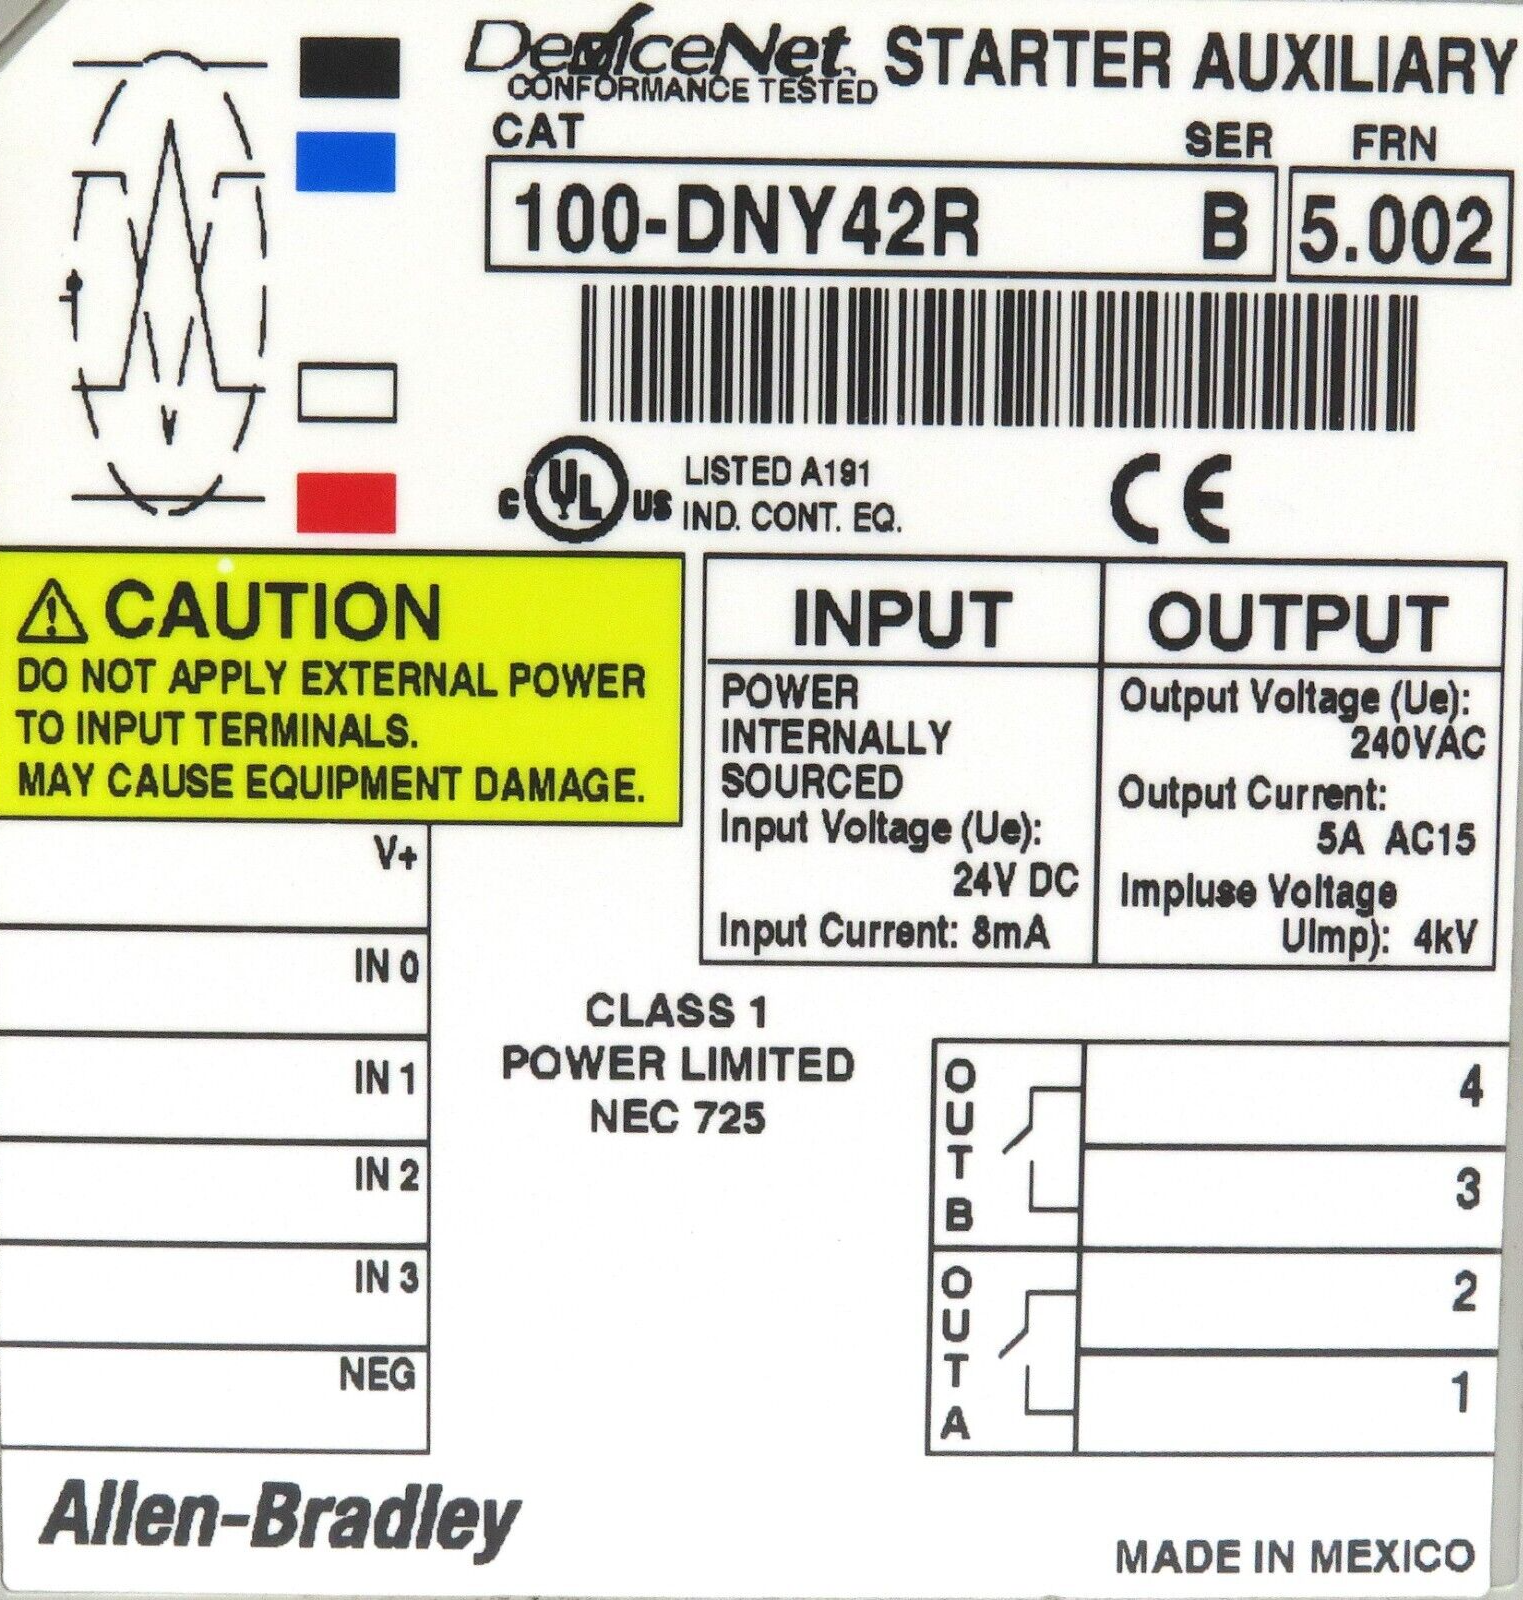 DeviceNet STARTER AUXILIARY
CONFORMANCE TESTED
CAT SER FRN
100-DNY42R B 5.002
C UL US LISTED A191
IND. CONT. EQ.
CE
CAUTION
DO NOT APPLY EXTERNAL POWER
TO INPUT TERMINALS.
MAY CAUSE EQUIPMENT DAMAGE.
INPUT
POWER
INTERNALLY
SOURCED
Input Voltage (Ue):
24V DC
Input Current: 8mA
OUTPUT
Output Voltage (Ue):
240VAC
Output Current:
5A AC15
Impluse Voltage
UImp): 4kV
V+
IN 0
IN 1
IN 2
IN 3
NEG
CLASS 1
POWER LIMITED
NEC 725
OUT B
4
3
OUT A
2
1
Allen-Bradley
MADE IN MEXICO